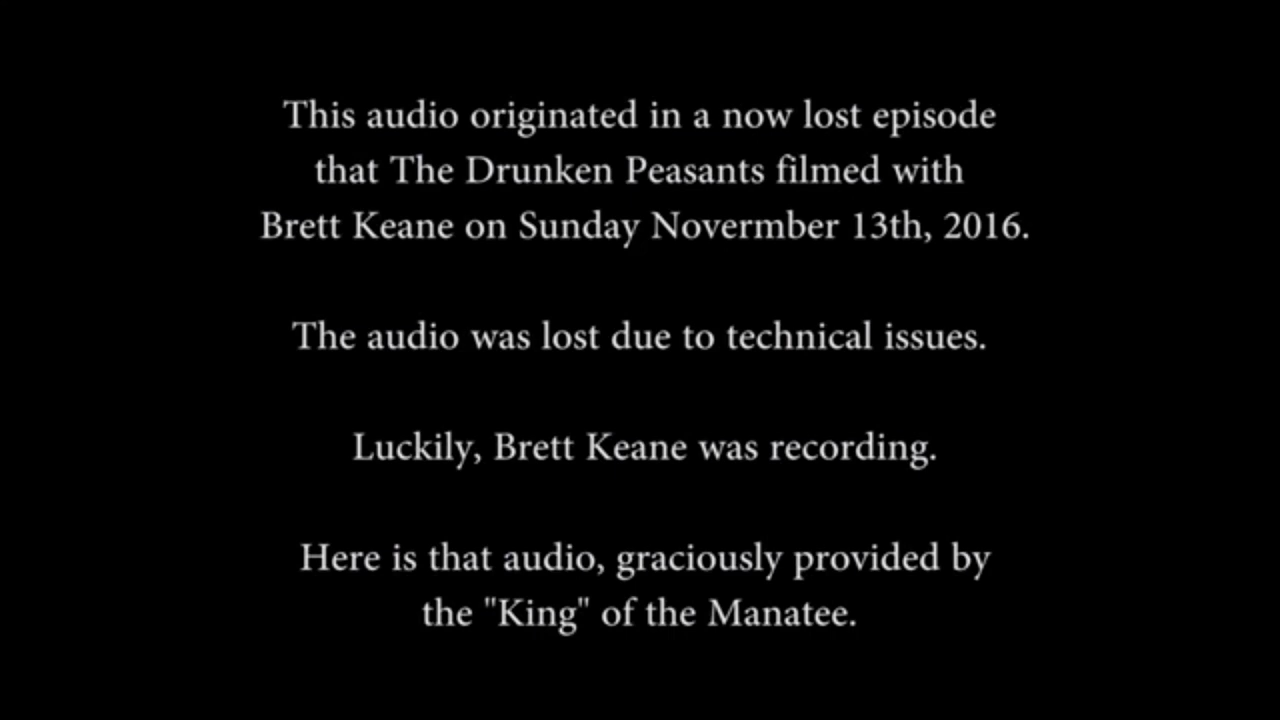 This audio originated in a now lost episode
that The Drunken Peasants filmed with
Brett Keane on Sunday Novermber 13th, 2016.
The audio was lost due to technical issues.
Luckily, Brett Keane was recording.
Here is that audio, graciously provided by
the "King" of the Manatee.